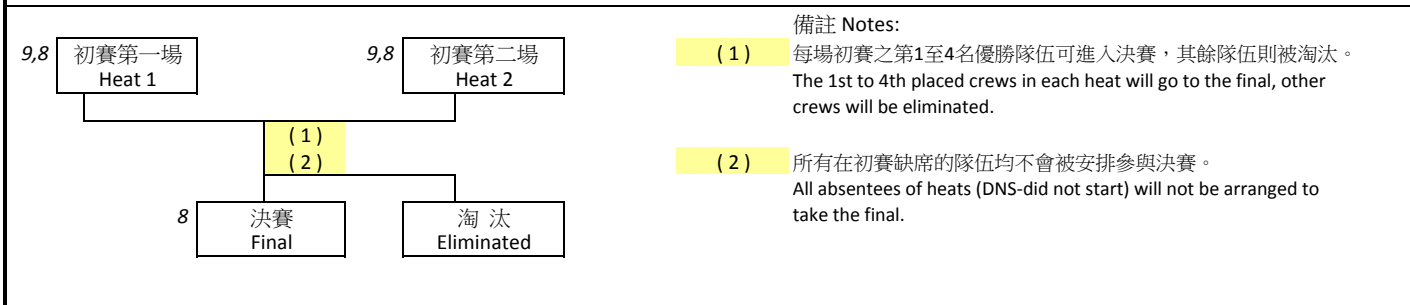 9,8
初賽第一場
Heat 1
9,8
初賽第二場
Heat 2
( 1 )
( 2 )
8
決賽
Final
淘 汰
Eliminated
備註 Notes:
( 1 )
每場初賽之第1至4名優勝隊伍可進入決賽，其餘隊伍則被淘汰。
The 1st to 4th placed crews in each heat will go to the final, other
crews will be eliminated.
( 2 )
所有在初賽缺席的隊伍均不會被安排參與決賽。
All absentees of heats (DNS-did not start) will not be arranged to
take the final.